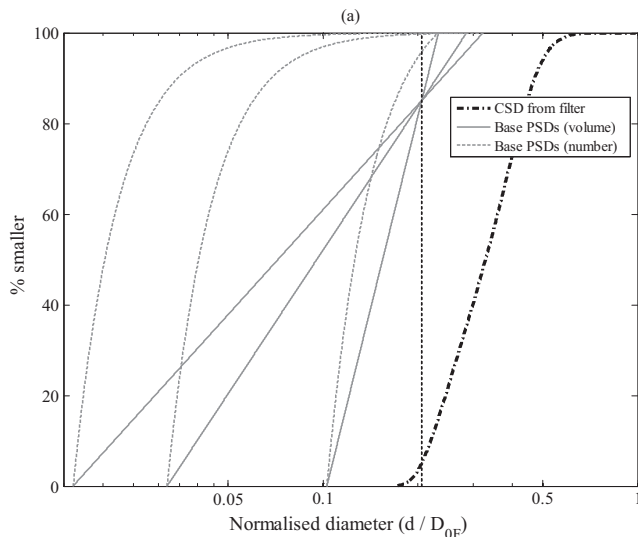 (a)
100
80
60
40
20
0
% smaller
CSD from filter
Base PSDs (volume)
Base PSDs (number)
0.05
0.1
0.5
1
Normalised diameter (d / D0F)